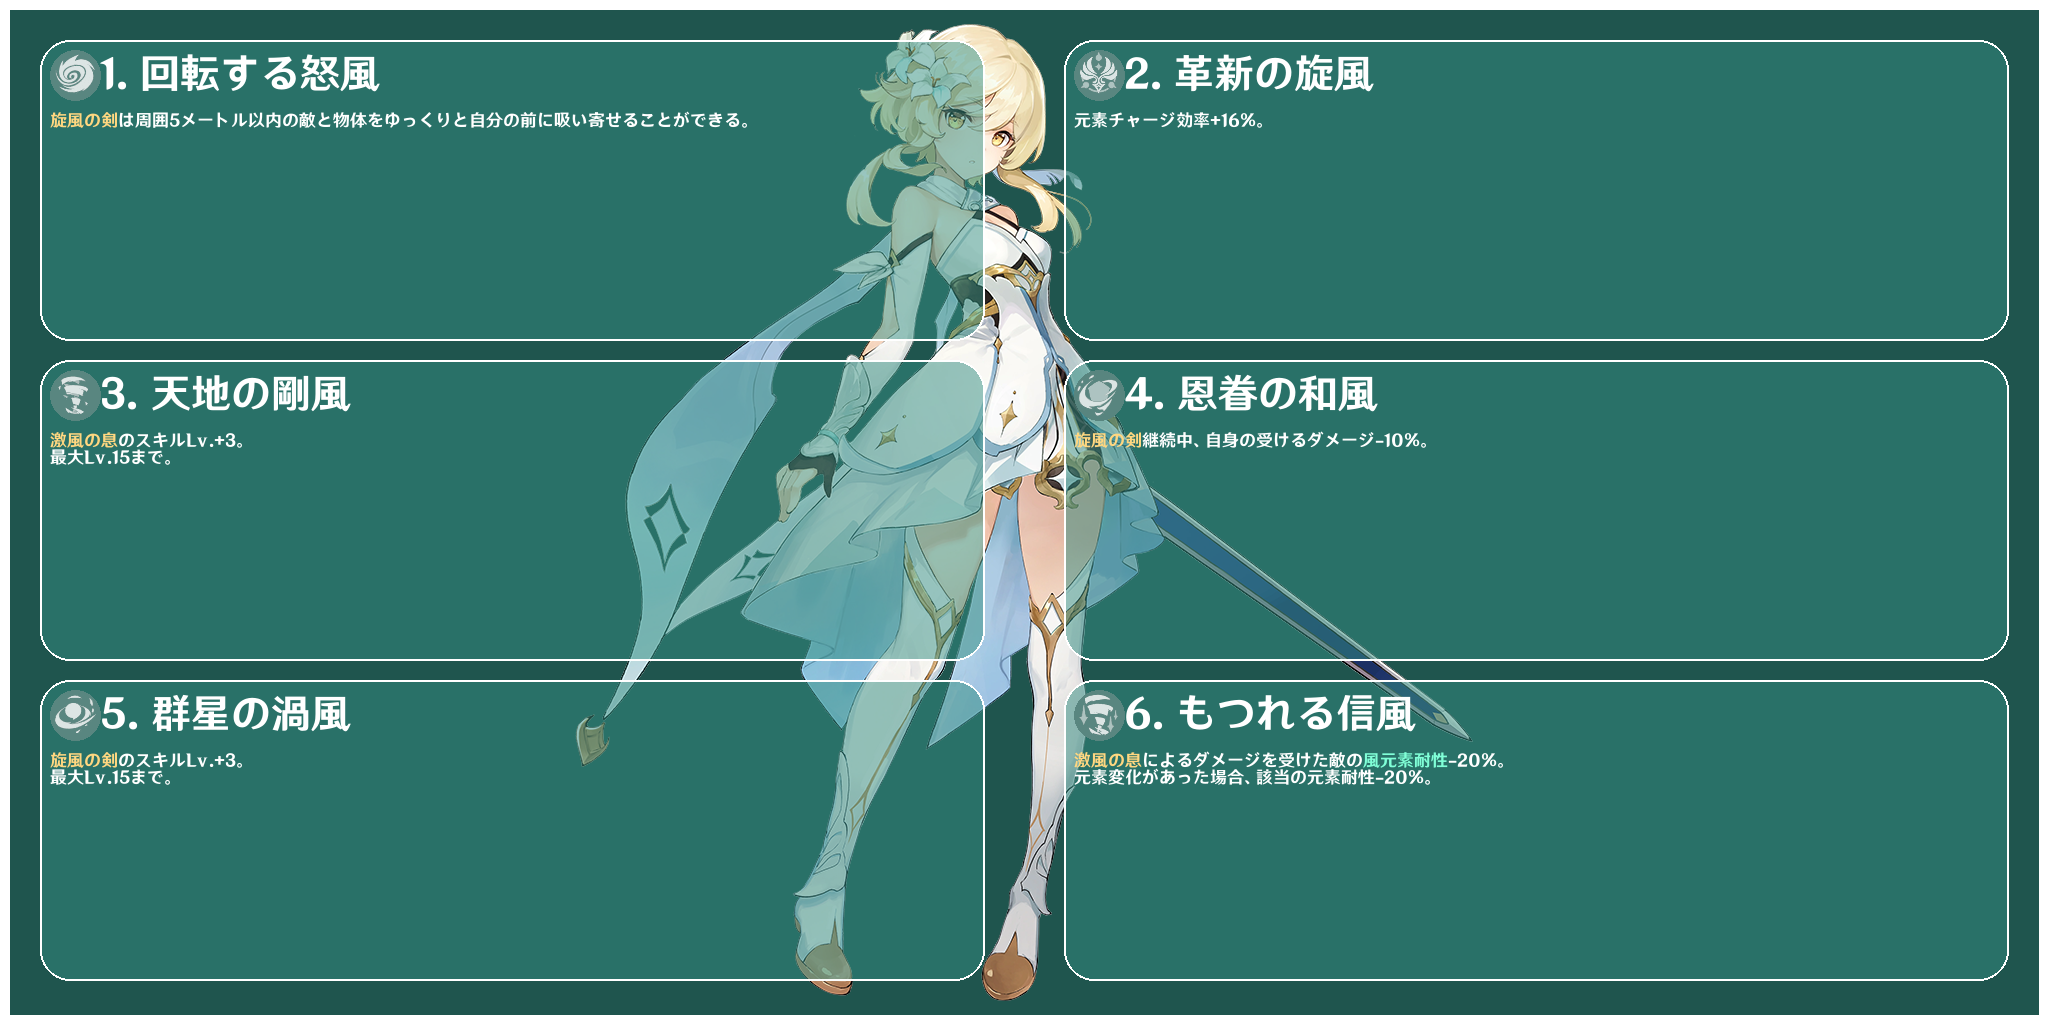 1. 回転する怒風
旋風の剣は周囲5メートル以内の敵と物体をゆっくりと自分の前に吸い寄せることができる。
2. 革新の旋風
元素チャージ効率+16%。
3. 天地の剛風
激風の息のスキルLv.+3。
最大Lv.15まで。
4. 恩眷の和風
旋風の剣継続中、自身の受けるダメージ-10%。
5. 群星の渦風
旋風の剣のスキルLv.+3。
最大Lv.15まで。
6. もつれる信風
激風の息によるダメージを受けた敵の風元素耐性-20%。
元素変化があった場合、該当の元素耐性-20%。